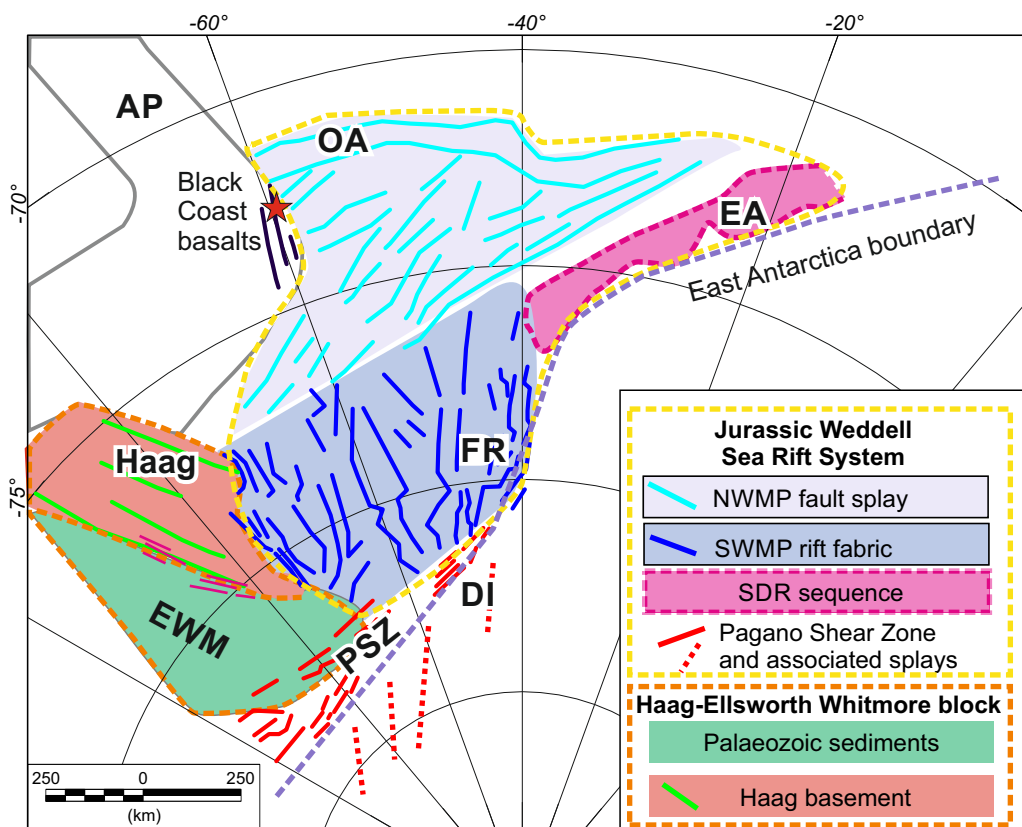 -60°
-40°
-20°
AP
OA
Black
Coast
basalts
-70°
EA
East Antarctica boundary
Haag
FR
-75°
DI
EWM
PSZ
Jurassic Weddell
Sea Rift System
NWMP fault splay
SWMP rift fabric
SDR sequence
Pagano Shear Zone
and associated splays
Haag-Ellsworth Whitmore block
Palaeozoic sediments
Haag basement
250 0 250
(km)